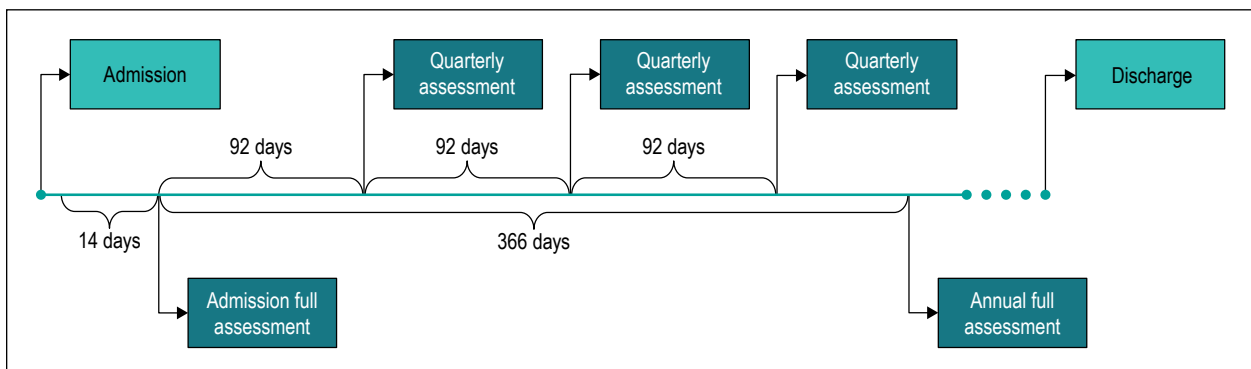 Admission
Quarterly
assessment
Quarterly
assessment
Quarterly
assessment
Discharge
92 days
92 days
92 days
14 days
366 days
Admission full
assessment
Annual full
assessment